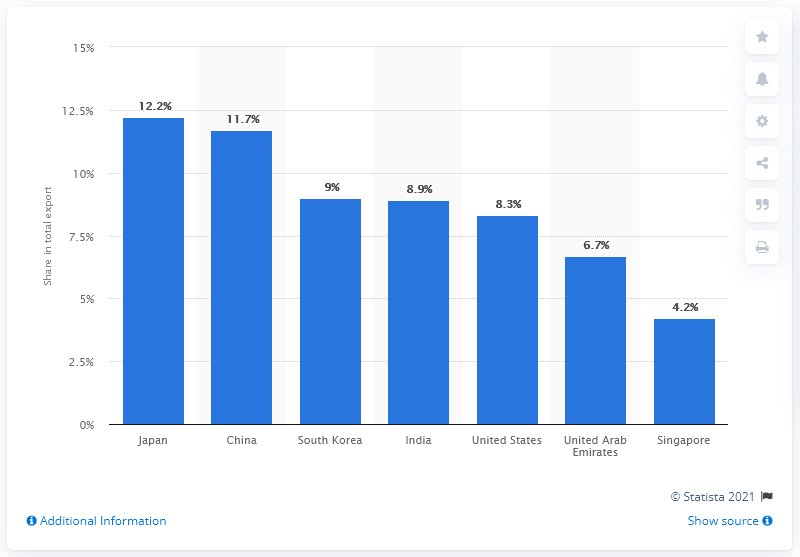 15%
12.5%
10%
7.5%
5%
2.5%
0%
Share in total export
12.2%
11.7%
9%
8.9%
8.3%
6.7%
4.2%
Japan
China
South Korea
India
United States
United Arab
Emirates
Singapore
© Statista 2021
Additional Information
Show source